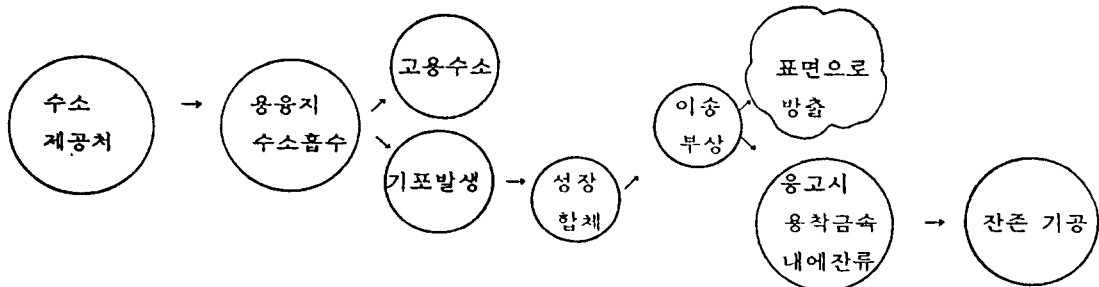 수소
제공처
→
용융지
수소흡수
↗
↘
고용수소
기포발생
→
성장
합체
↗
이송
부상
↗
↘
표면으로
방출
응고시
용착금속
내에잔류
→
잔존 기공